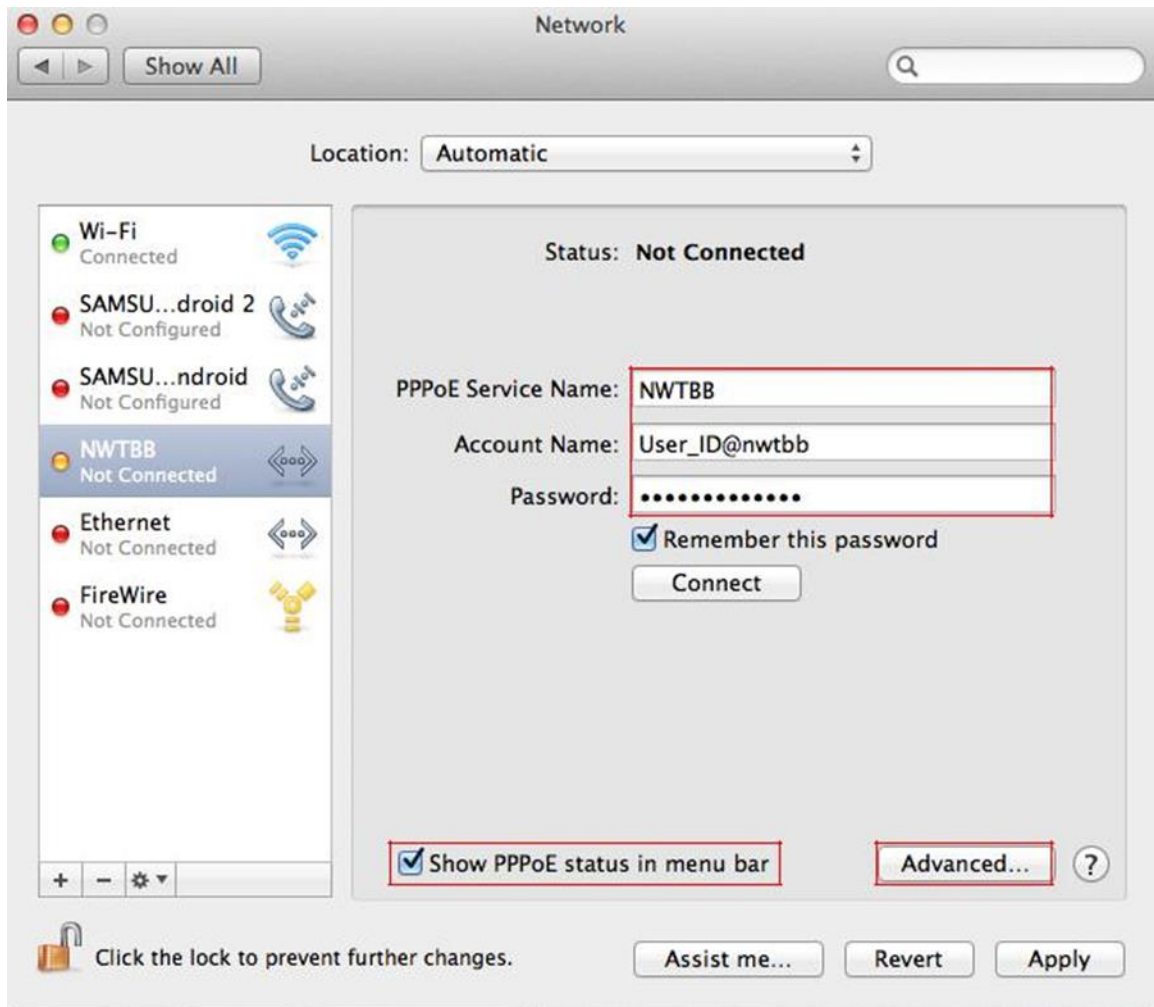 Network
Show All
Location: Automatic
Wi-Fi
Connected
SAMSU...droid 2
Not Configured
SAMSU...ndroid
Not Configured
NWTBB
Not Connected
Ethernet
Not Connected
FireWire
Not Connected
Status: Not Connected
PPPoE Service Name: NWTBB
Account Name: User_ID@nwtbb
Password: •••••••••••••
Remember this password
Connect
Show PPPoE status in menu bar
Advanced...
?
+ −
Click the lock to prevent further changes.
Assist me...
Revert
Apply